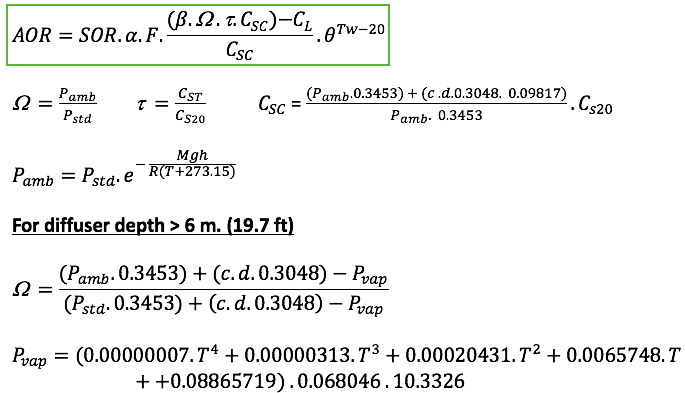 AOR = SOR. α. F. (β. Ω. τ. C_SC)−C_L / C_SC . θ^Tw−20
Ω = P_amb / P_std τ = C_ST / C_S20 C_SC = (P_amb.0.3453) + (c .d.0.3048. 0.09817) / P_amb. 0.3453 . C_s20
P_amb = P_std. e^− Mgh / R(T+273.15)
For diffuser depth > 6 m. (19.7 ft)
Ω = (P_amb. 0.3453) + (c. d. 0.3048) − P_vap / (P_std. 0.3453) + (c. d. 0.3048) − P_vap
P_vap = (0.00000007. T^4 + 0.00000313. T^3 + 0.00020431. T^2 + 0.0065748. T
+ +0.08865719) . 0.068046 . 10.3326